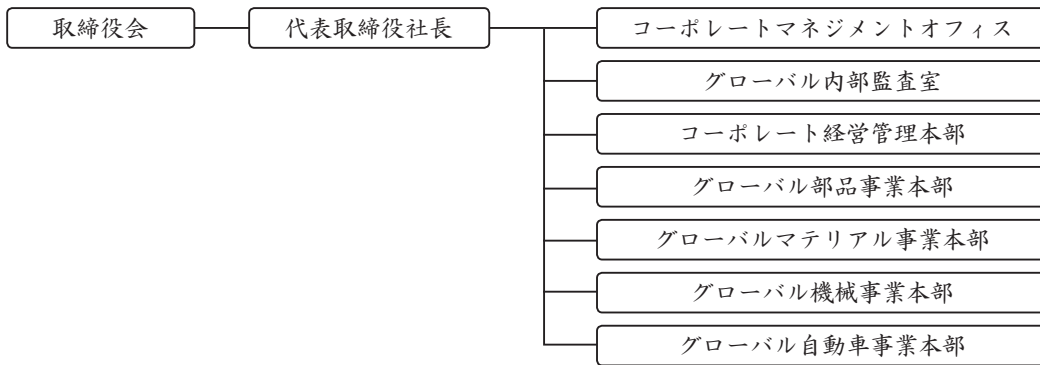 取締役会
代表取締役社長
コーポレートマネジメントオフィス
グローバル内部監査室
コーポレート経営管理本部
グローバル部品事業本部
グローバルマテリアル事業本部
グローバル機械事業本部
グローバル自動車事業本部